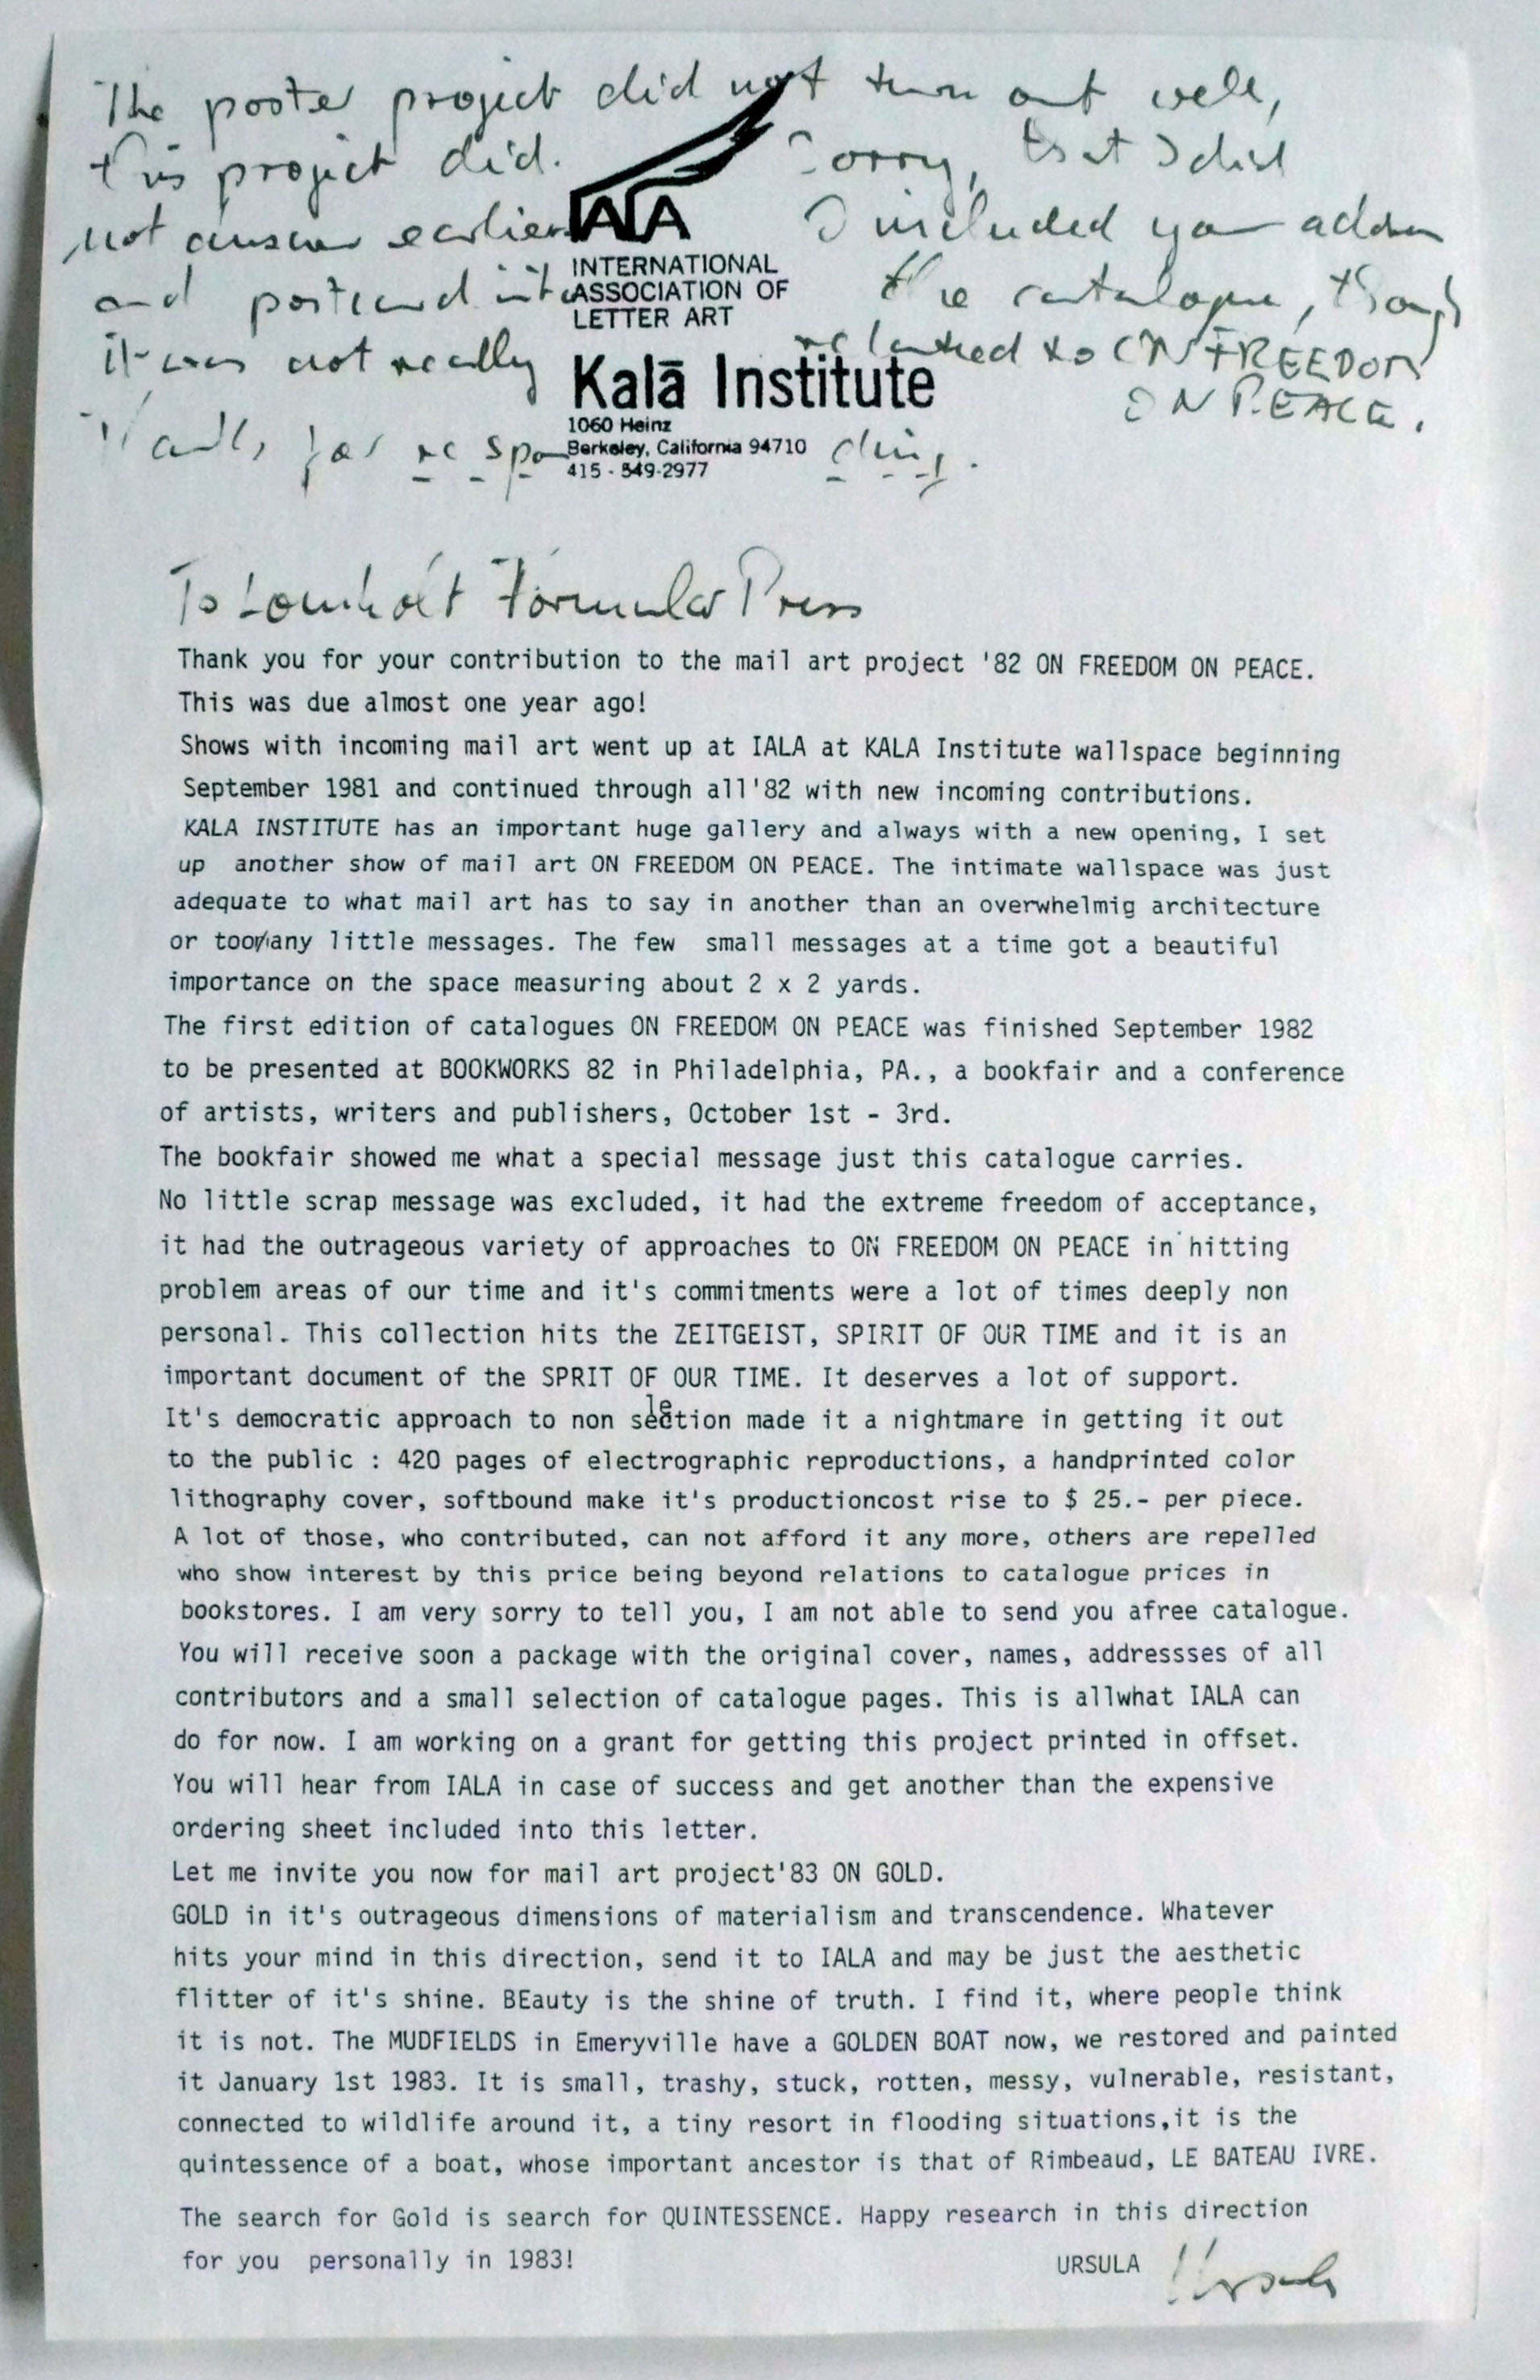 The poster project did not turn out well,
this project did. Sorry, that I did
not answer earlier. I included your address
and postcard into the catalogue, though
it was not really related to ON FREEDOM
ON PEACE.
Thanks for responding.
IALA
INTERNATIONAL
ASSOCIATION OF
LETTER ART
Kalā Institute
1060 Heinz
Berkeley, California 94710
415 - 549-2977
To Lomholt Formular Press
Thank you for your contribution to the mail art project '82 ON FREEDOM ON PEACE.
This was due almost one year ago!
Shows with incoming mail art went up at IALA at KALA Institute wallspace beginning
September 1981 and continued through all'82 with new incoming contributions.
KALA INSTITUTE has an important huge gallery and always with a new opening, I set
up another show of mail art ON FREEDOM ON PEACE. The intimate wallspace was just
adequate to what mail art has to say in another than an overwhelmig architecture
or too many little messages. The few small messages at a time got a beautiful
importance on the space measuring about 2 x 2 yards.
The first edition of catalogues ON FREEDOM ON PEACE was finished September 1982
to be presented at BOOKWORKS 82 in Philadelphia, PA., a bookfair and a conference
of artists, writers and publishers, October 1st - 3rd.
The bookfair showed me what a special message just this catalogue carries.
No little scrap message was excluded, it had the extreme freedom of acceptance,
it had the outrageous variety of approaches to ON FREEDOM ON PEACE in hitting
problem areas of our time and it's commitments were a lot of times deeply non
personal. This collection hits the ZEITGEIST, SPIRIT OF OUR TIME and it is an
important document of the SPRIT OF OUR TIME. It deserves a lot of support.
It's democratic approach to non selection made it a nightmare in getting it out
to the public : 420 pages of electrographic reproductions, a handprinted color
lithography cover, softbound make it's productioncost rise to $ 25.- per piece.
A lot of those, who contributed, can not afford it any more, others are repelled
who show interest by this price being beyond relations to catalogue prices in
bookstores. I am very sorry to tell you, I am not able to send you afree catalogue.
You will receive soon a package with the original cover, names, addressses of all
contributors and a small selection of catalogue pages. This is allwhat IALA can
do for now. I am working on a grant for getting this project printed in offset.
You will hear from IALA in case of success and get another than the expensive
ordering sheet included into this letter.
Let me invite you now for mail art project'83 ON GOLD.
GOLD in it's outrageous dimensions of materialism and transcendence. Whatever
hits your mind in this direction, send it to IALA and may be just the aesthetic
flitter of it's shine. BEauty is the shine of truth. I find it, where people think
it is not. The MUDFIELDS in Emeryville have a GOLDEN BOAT now, we restored and painted
it January 1st 1983. It is small, trashy, stuck, rotten, messy, vulnerable, resistant,
connected to wildlife around it, a tiny resort in flooding situations,it is the
quintessence of a boat, whose important ancestor is that of Rimbeaud, LE BATEAU IVRE.
The search for Gold is search for QUINTESSENCE. Happy research in this direction
for you personally in 1983!
URSULA Ursula